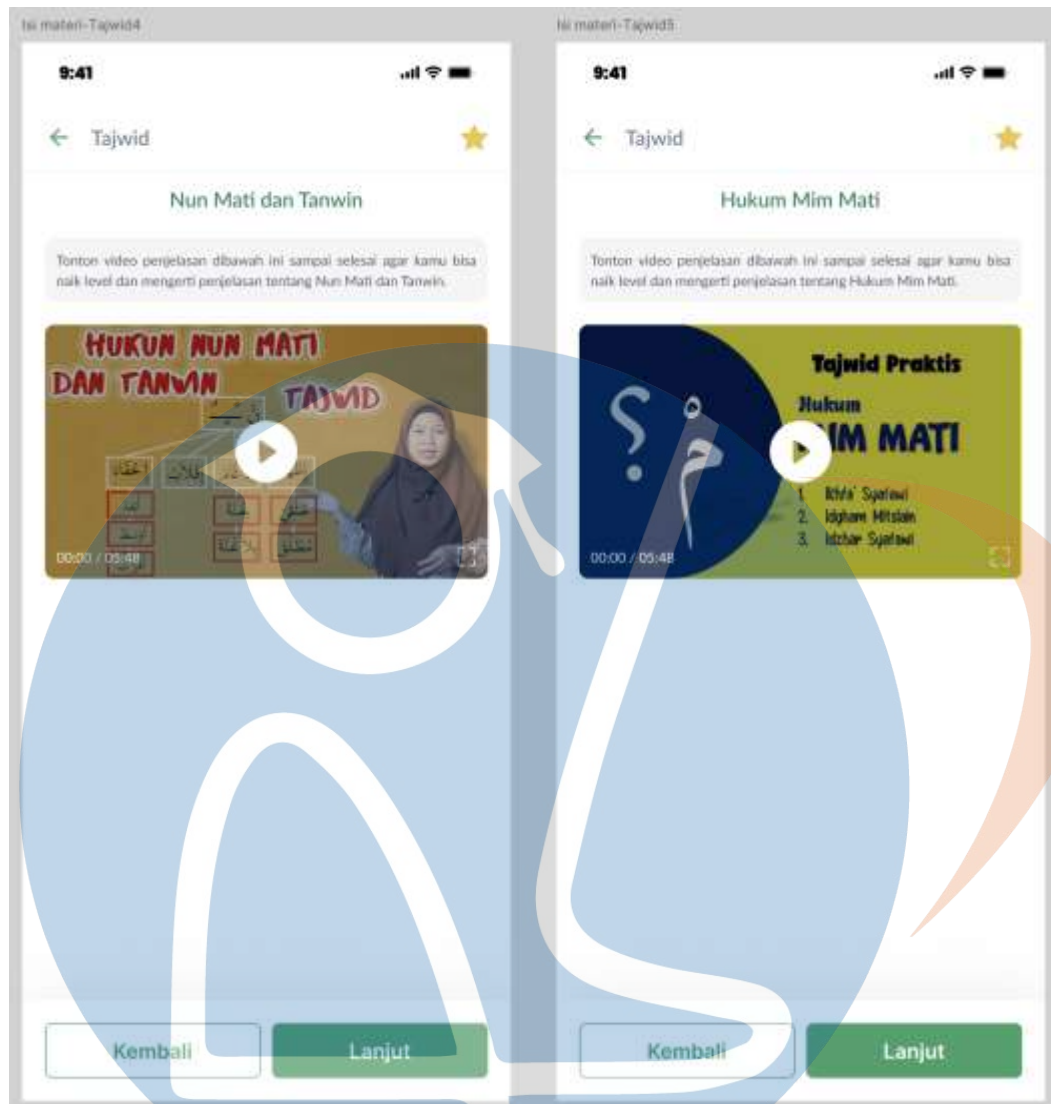 Isi materi-Tajwid4
9:41
Tajwid
Nun Mati dan Tanwin
Tonton video penjelasan dibawah ini sampai selesai agar kamu bisa
naik level dan mengerti penjelasan tentang Nun Mati dan Tanwin.
HUKUN NUN MATI
DAN TANWIN
TAJWID
00:00 / 05:48
Kembali
Lanjut
Isi materi-Tajwid5
9:41
Tajwid
Hukum Mim Mati
Tonton video penjelasan dibawah ini sampai selesai agar kamu bisa
naik level dan mengerti penjelasan tentang Hukum Mim Mati.
؟ مْ
Tajwid Praktis
Hukum
MATI
1. Ikhfa' Syafawi
2. Idgham Mitslain
3. Idzhar Syafawi
00:00 / 05:48
Kembali
Lanjut